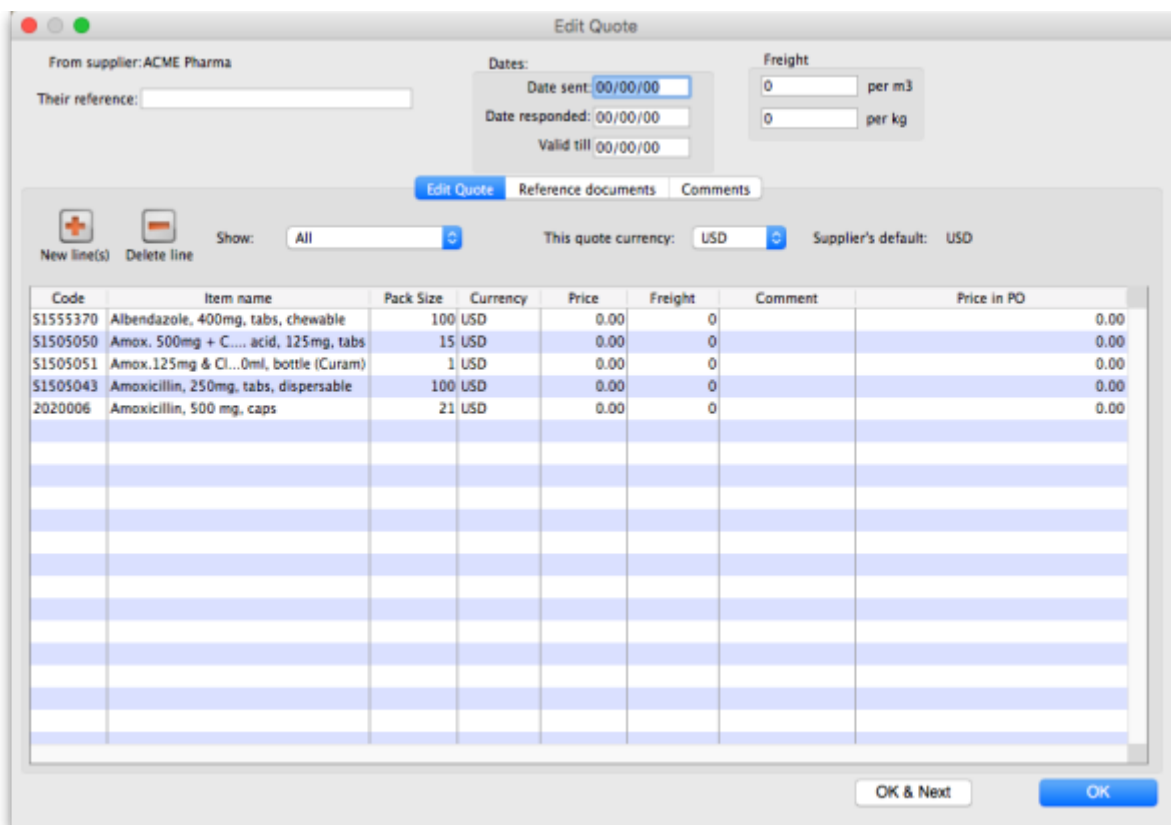 Edit Quote
From supplier:ACME Pharma
Their reference:
Dates:
Date sent: 00/00/00
Date responded: 00/00/00
Valid till 00/00/00
Freight
0 per m3
0 per kg
Edit Quote Reference documents Comments
New line(s) Delete line Show: All This quote currency: USD Supplier's default: USD
Code Item name Pack Size Currency Price Freight Comment Price in PO
S1555370 Albendazole, 400mg, tabs, chewable 100 USD 0.00 0 0.00
S1505050 Amox. 500mg + C.... acid, 125mg, tabs 15 USD 0.00 0 0.00
S1505051 Amox.125mg & Cl...0ml, bottle (Curam) 1 USD 0.00 0 0.00
S1505043 Amoxicillin, 250mg, tabs, dispersable 100 USD 0.00 0 0.00
2020006 Amoxicillin, 500 mg, caps 21 USD 0.00 0 0.00
OK & Next OK